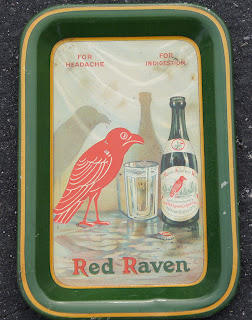 FOR HEADACHE
FOR INDIGESTION
Red Raven